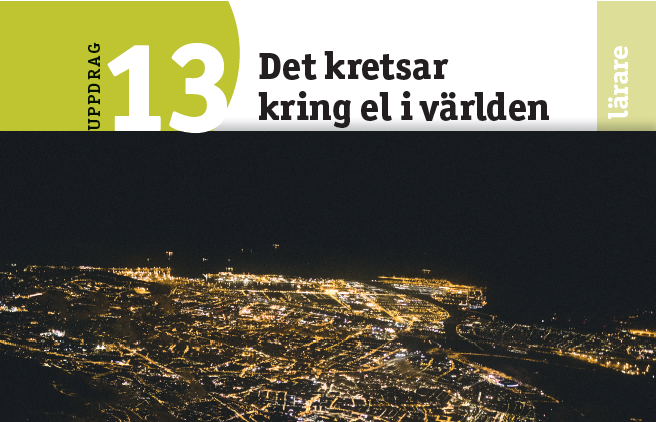 UPPDRAG
13
Det kretsar
kring el i världen
lärare